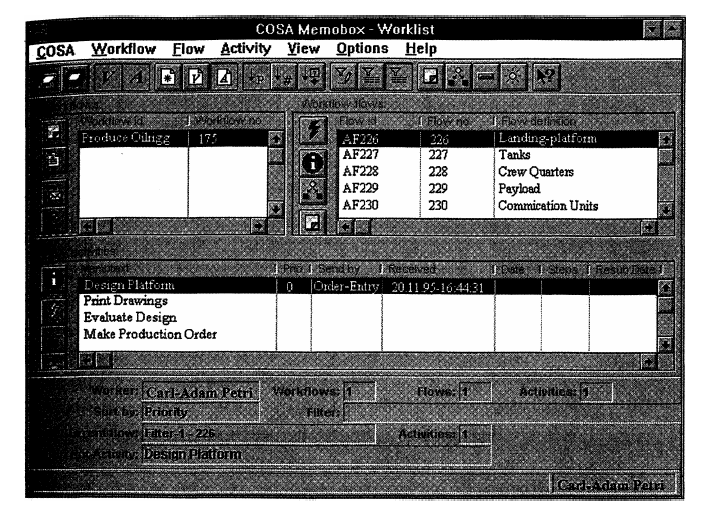 COSA Memobox - Worklist
COSA Workflow Flow Activity View Options Help
Workflow-flows:
Workflow id Workflow no Flow id Flow no Flow definition
Produce Oilrigg 175 AF226 226 Landing-platform
AF227 227 Tanks
AF228 228 Crew Quarters
AF229 229 Payload
AF230 230 Commication Units
Prio Send by Received Date Steps Resub Date
Design Platform 0 Order-Entry 20.11.95-16:44:31
Print Drawings
Evaluate Design
Make Production Order
Worker: Carl-Adam Petri Workflows: 1 Flows: 1 Activities: 1
Sort by: Priority Filter:
Filter-1 - 226 Activities: 1
Activity: Design Platform
Carl-Adam Petri